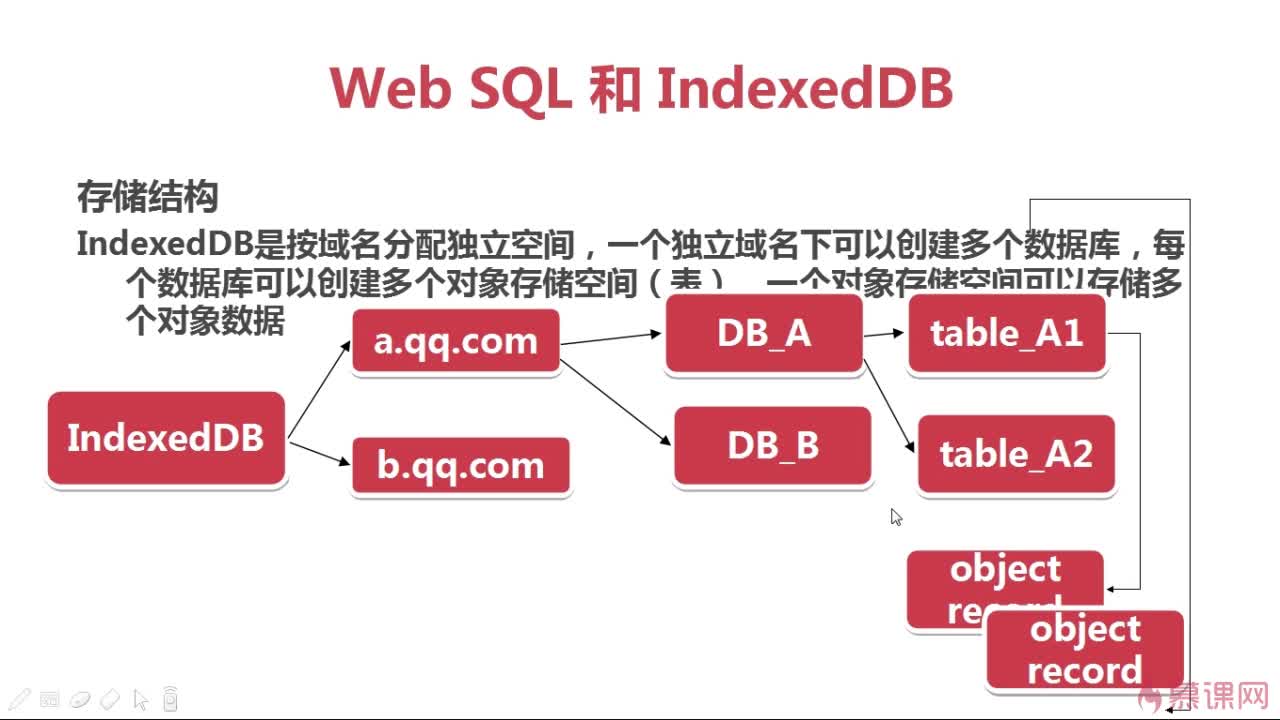 Web SQL 和 IndexedDB
存储结构
IndexedDB是按域名分配独立空间，一个独立域名下可以创建多个数据库，每
个数据库可以创建多个对象存储空间（表），一个对象存储空间可以存储多
个对象数据
IndexedDB
a.qq.com
b.qq.com
DB_A
DB_B
table_A1
table_A2
object
record
object
record
慕课网